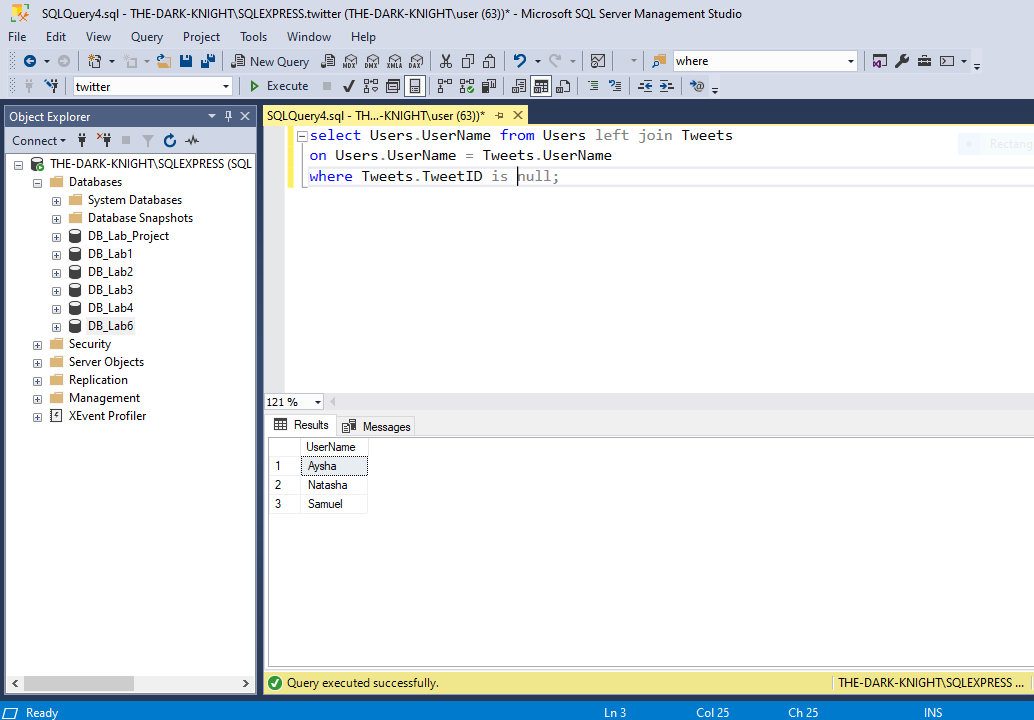 SQLQuery4.sql - THE-DARK-KNIGHT\SQLEXPRESS.twitter (THE-DARK-KNIGHT\user (63))* - Microsoft SQL Server Management Studio
File Edit View Query Project Tools Window Help
New Query MDX DMX XMLA DAX where
twitter Execute
Object Explorer
Connect
THE-DARK-KNIGHT\SQLEXPRESS (SQL
Databases
System Databases
Database Snapshots
DB_Lab_Project
DB_Lab1
DB_Lab2
DB_Lab3
DB_Lab4
DB_Lab6
Security
Server Objects
Replication
Management
XEvent Profiler
SQLQuery4.sql - TH...-KNIGHT\user (63))*
select Users.UserName from Users left join Tweets
on Users.UserName = Tweets.UserName
where Tweets.TweetID is null;
Rectang
121 %
Results Messages
UserName
1 Aysha
2 Natasha
3 Samuel
Query executed successfully. THE-DARK-KNIGHT\SQLEXPRESS ...
Ready Ln 3 Col 25 Ch 25 INS